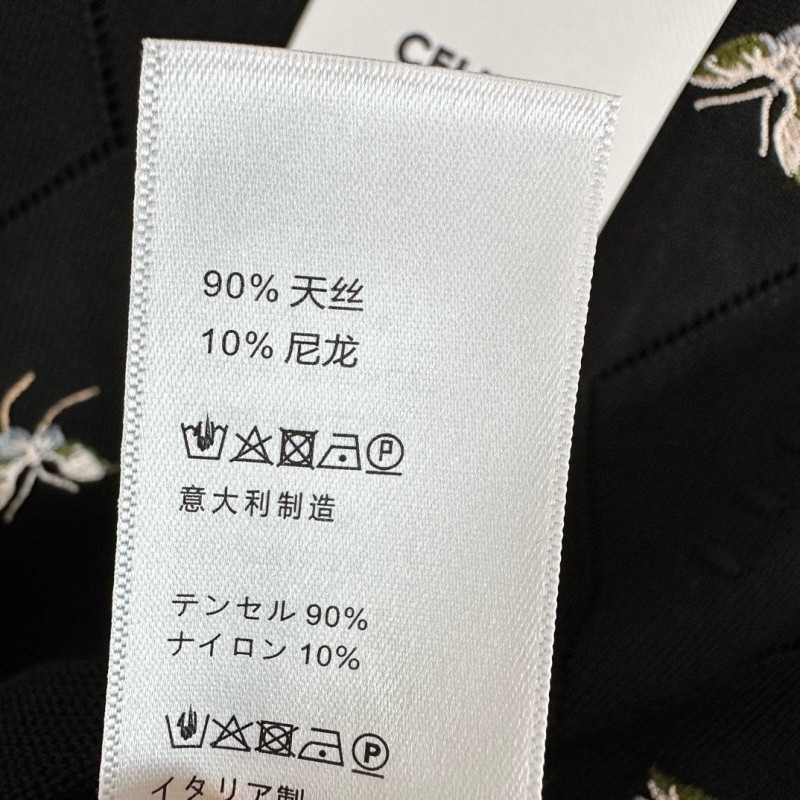 90% 天丝
10% 尼龙
P
意大利制造
テンセル 90%
ナイロン 10%
P
イタリア製